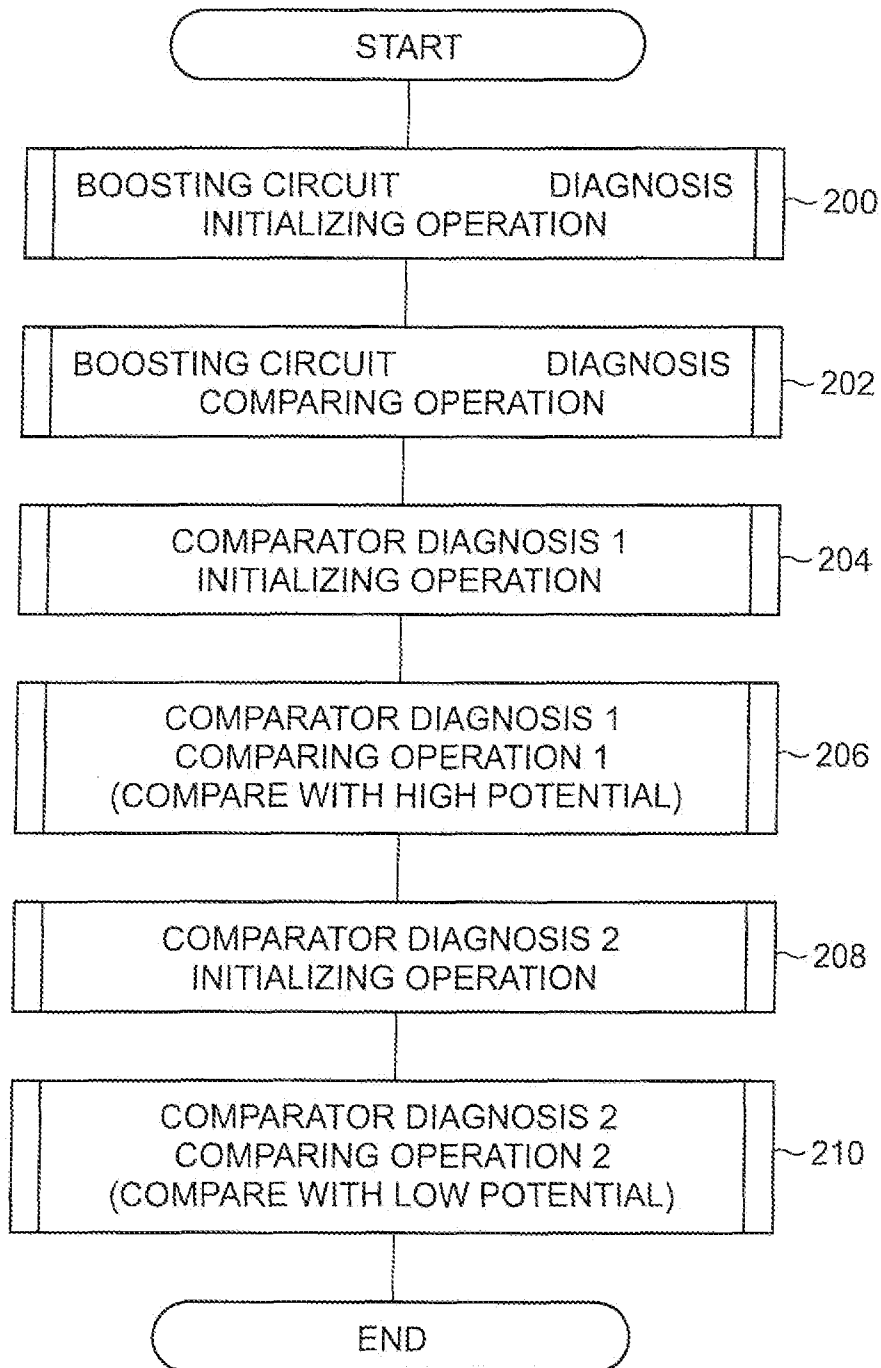 START
BOOSTING CIRCUIT DIAGNOSIS
INITIALIZING OPERATION
200
BOOSTING CIRCUIT DIAGNOSIS
COMPARING OPERATION
202
COMPARATOR DIAGNOSIS 1
INITIALIZING OPERATION
204
COMPARATOR DIAGNOSIS 1
COMPARING OPERATION 1
(COMPARE WITH HIGH POTENTIAL)
206
COMPARATOR DIAGNOSIS 2
INITIALIZING OPERATION
208
COMPARATOR DIAGNOSIS 2
COMPARING OPERATION 2
(COMPARE WITH LOW POTENTIAL)
210
END